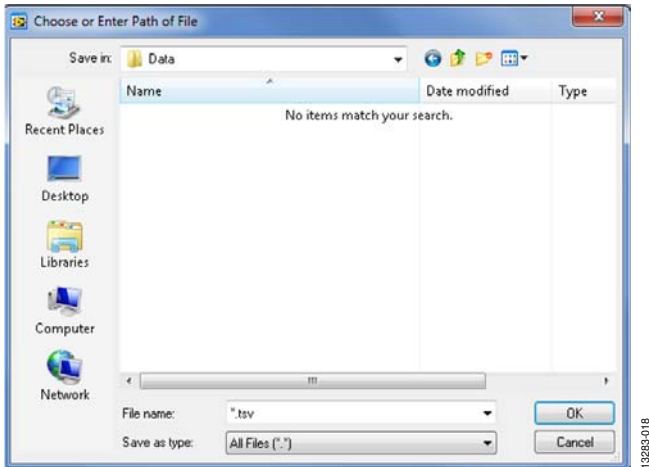 Choose or Enter Path of File
Save in:
Data
Name
Date modified
Type
No items match your search.
Recent Places
Desktop
Libraries
Computer
Network
File name:
*.tsv
OK
Save as type:
All Files (*.*)
Cancel
13283-018